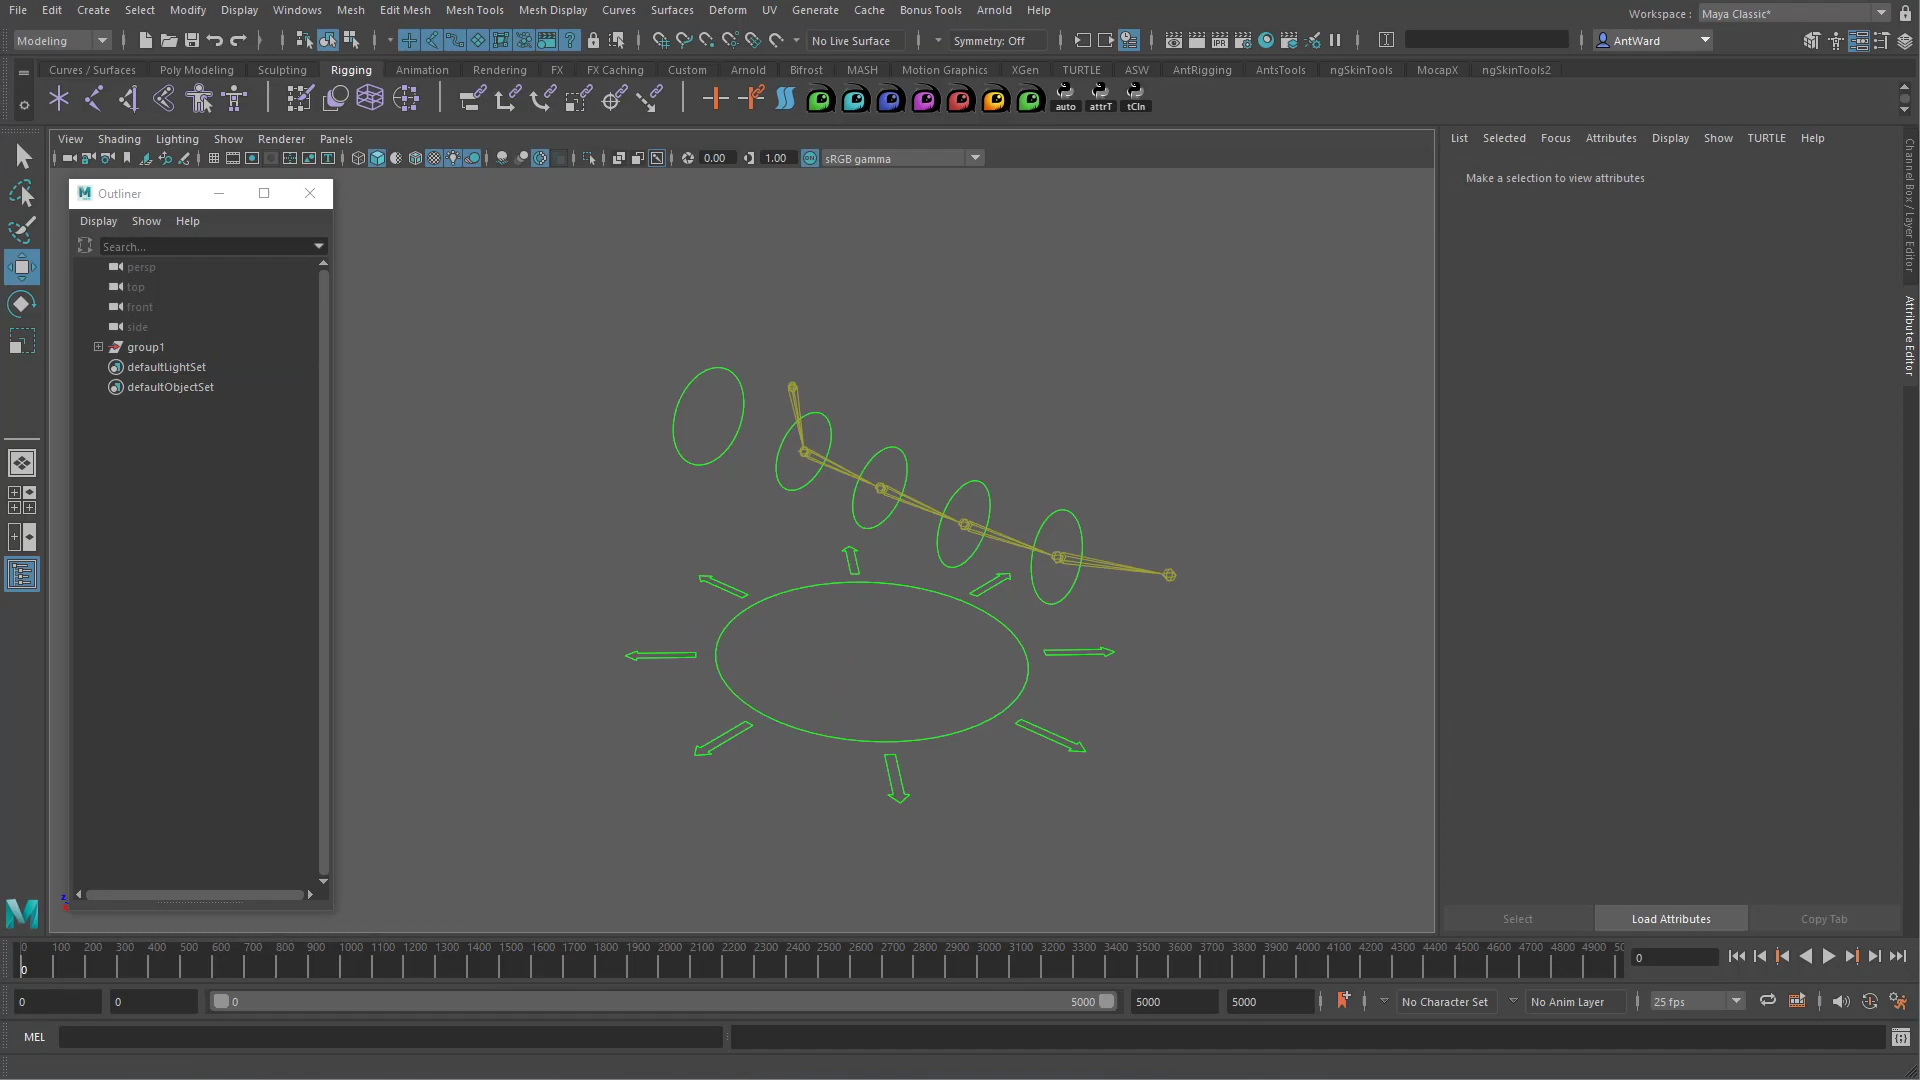 File Edit Create Select Modify Display Windows Mesh Edit Mesh Mesh Tools Mesh Display Curves Surfaces Deform UV Generate Cache Bonus Tools Arnold Help
Workspace : Maya Classic*
Modeling
No Live Surface
Symmetry: Off
AntWard
Curves / Surfaces Poly Modeling Sculpting Rigging Animation Rendering FX FX Caching Custom Arnold Bifrost MASH Motion Graphics XGen TURTLE ASW AntRigging AntsTools ngSkinTools MocapX ngSkinTools2
auto attrT tCln
View Shading Lighting Show Renderer Panels
0.00 1.00 sRGB gamma
List Selected Focus Attributes Display Show TURTLE Help
Make a selection to view attributes
Channel Box / Layer Editor
Attribute Editor
Outliner
Display Show Help
Search...
persp
top
front
side
group1
defaultLightSet
defaultObjectSet
Select Load Attributes Copy Tab
0 100 200 300 400 500 600 700 800 900 1000 1100 1200 1300 1400 1500 1600 1700 1800 1900 2000 2100 2200 2300 2400 2500 2600 2700 2800 2900 3000 3100 3200 3300 3400 3500 3600 3700 3800 3900 4000 4100 4200 4300 4400 4500 4600 4700 4800 4900 50
0
0
0 0 0 5000 5000 5000 No Character Set No Anim Layer 25 fps
MEL